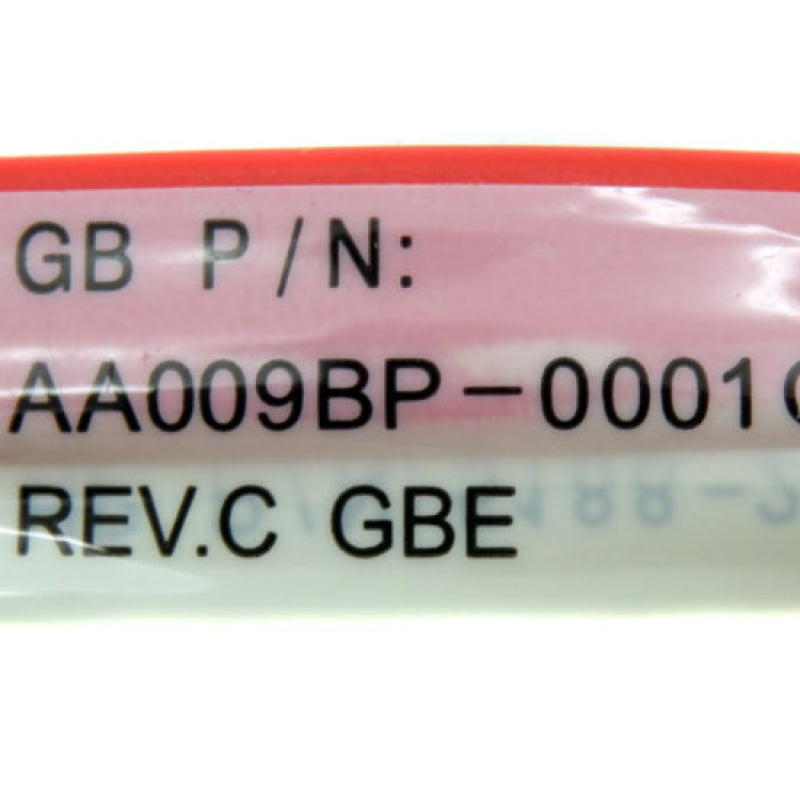 GB P/N:
AA009BP-0001
REV.C GBE